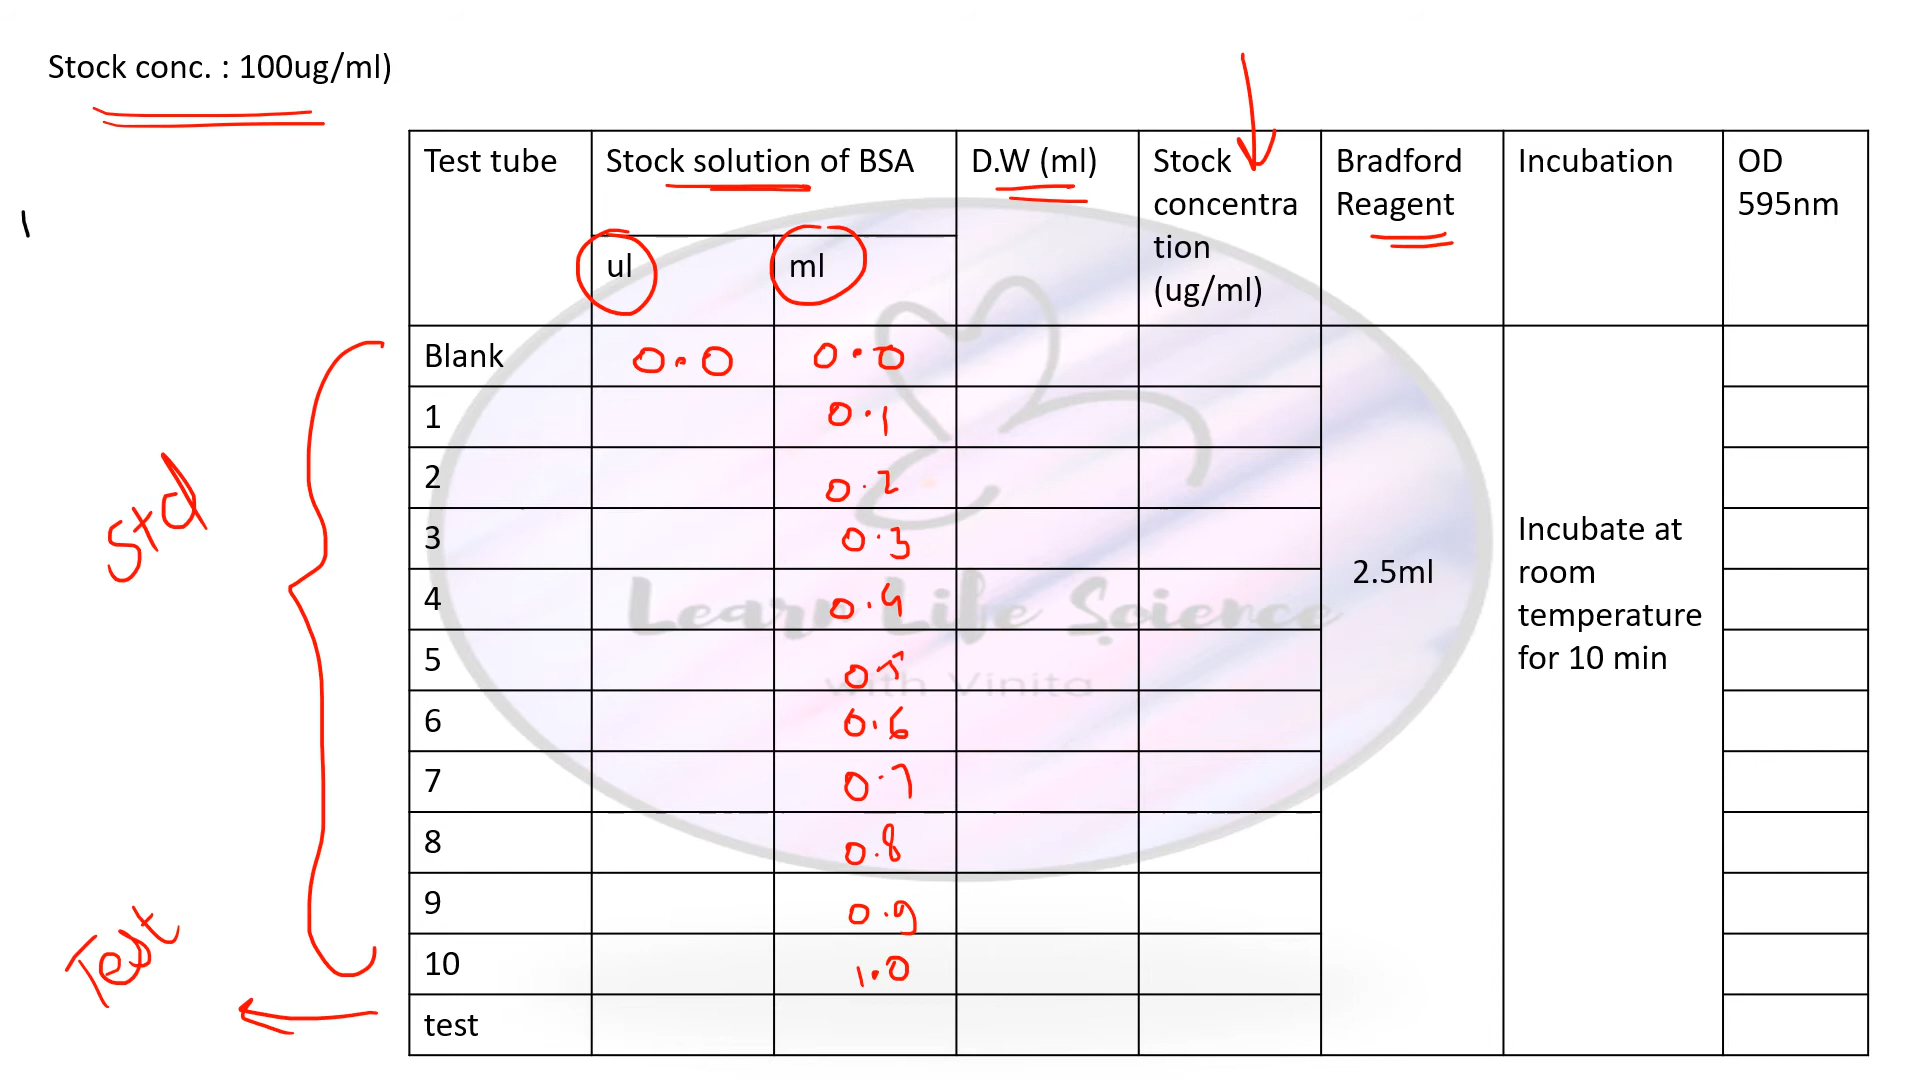 Stock conc. : 100ug/ml)
Test tube
Stock solution of BSA
D.W (ml)
Stock
concentra
tion
(ug/ml)
Bradford
Reagent
Incubation
OD
595nm
ul
ml
Blank 0.0 0.0
1 0.1
2 0.2
3 0.3
4 0.4
5 0.5
6 0.6
7 0.7
8 0.8
9 0.9
10 1.0
test
2.5ml
Incubate at
room
temperature
for 10 min
Std
Test
Learn Life Science
with Vinita